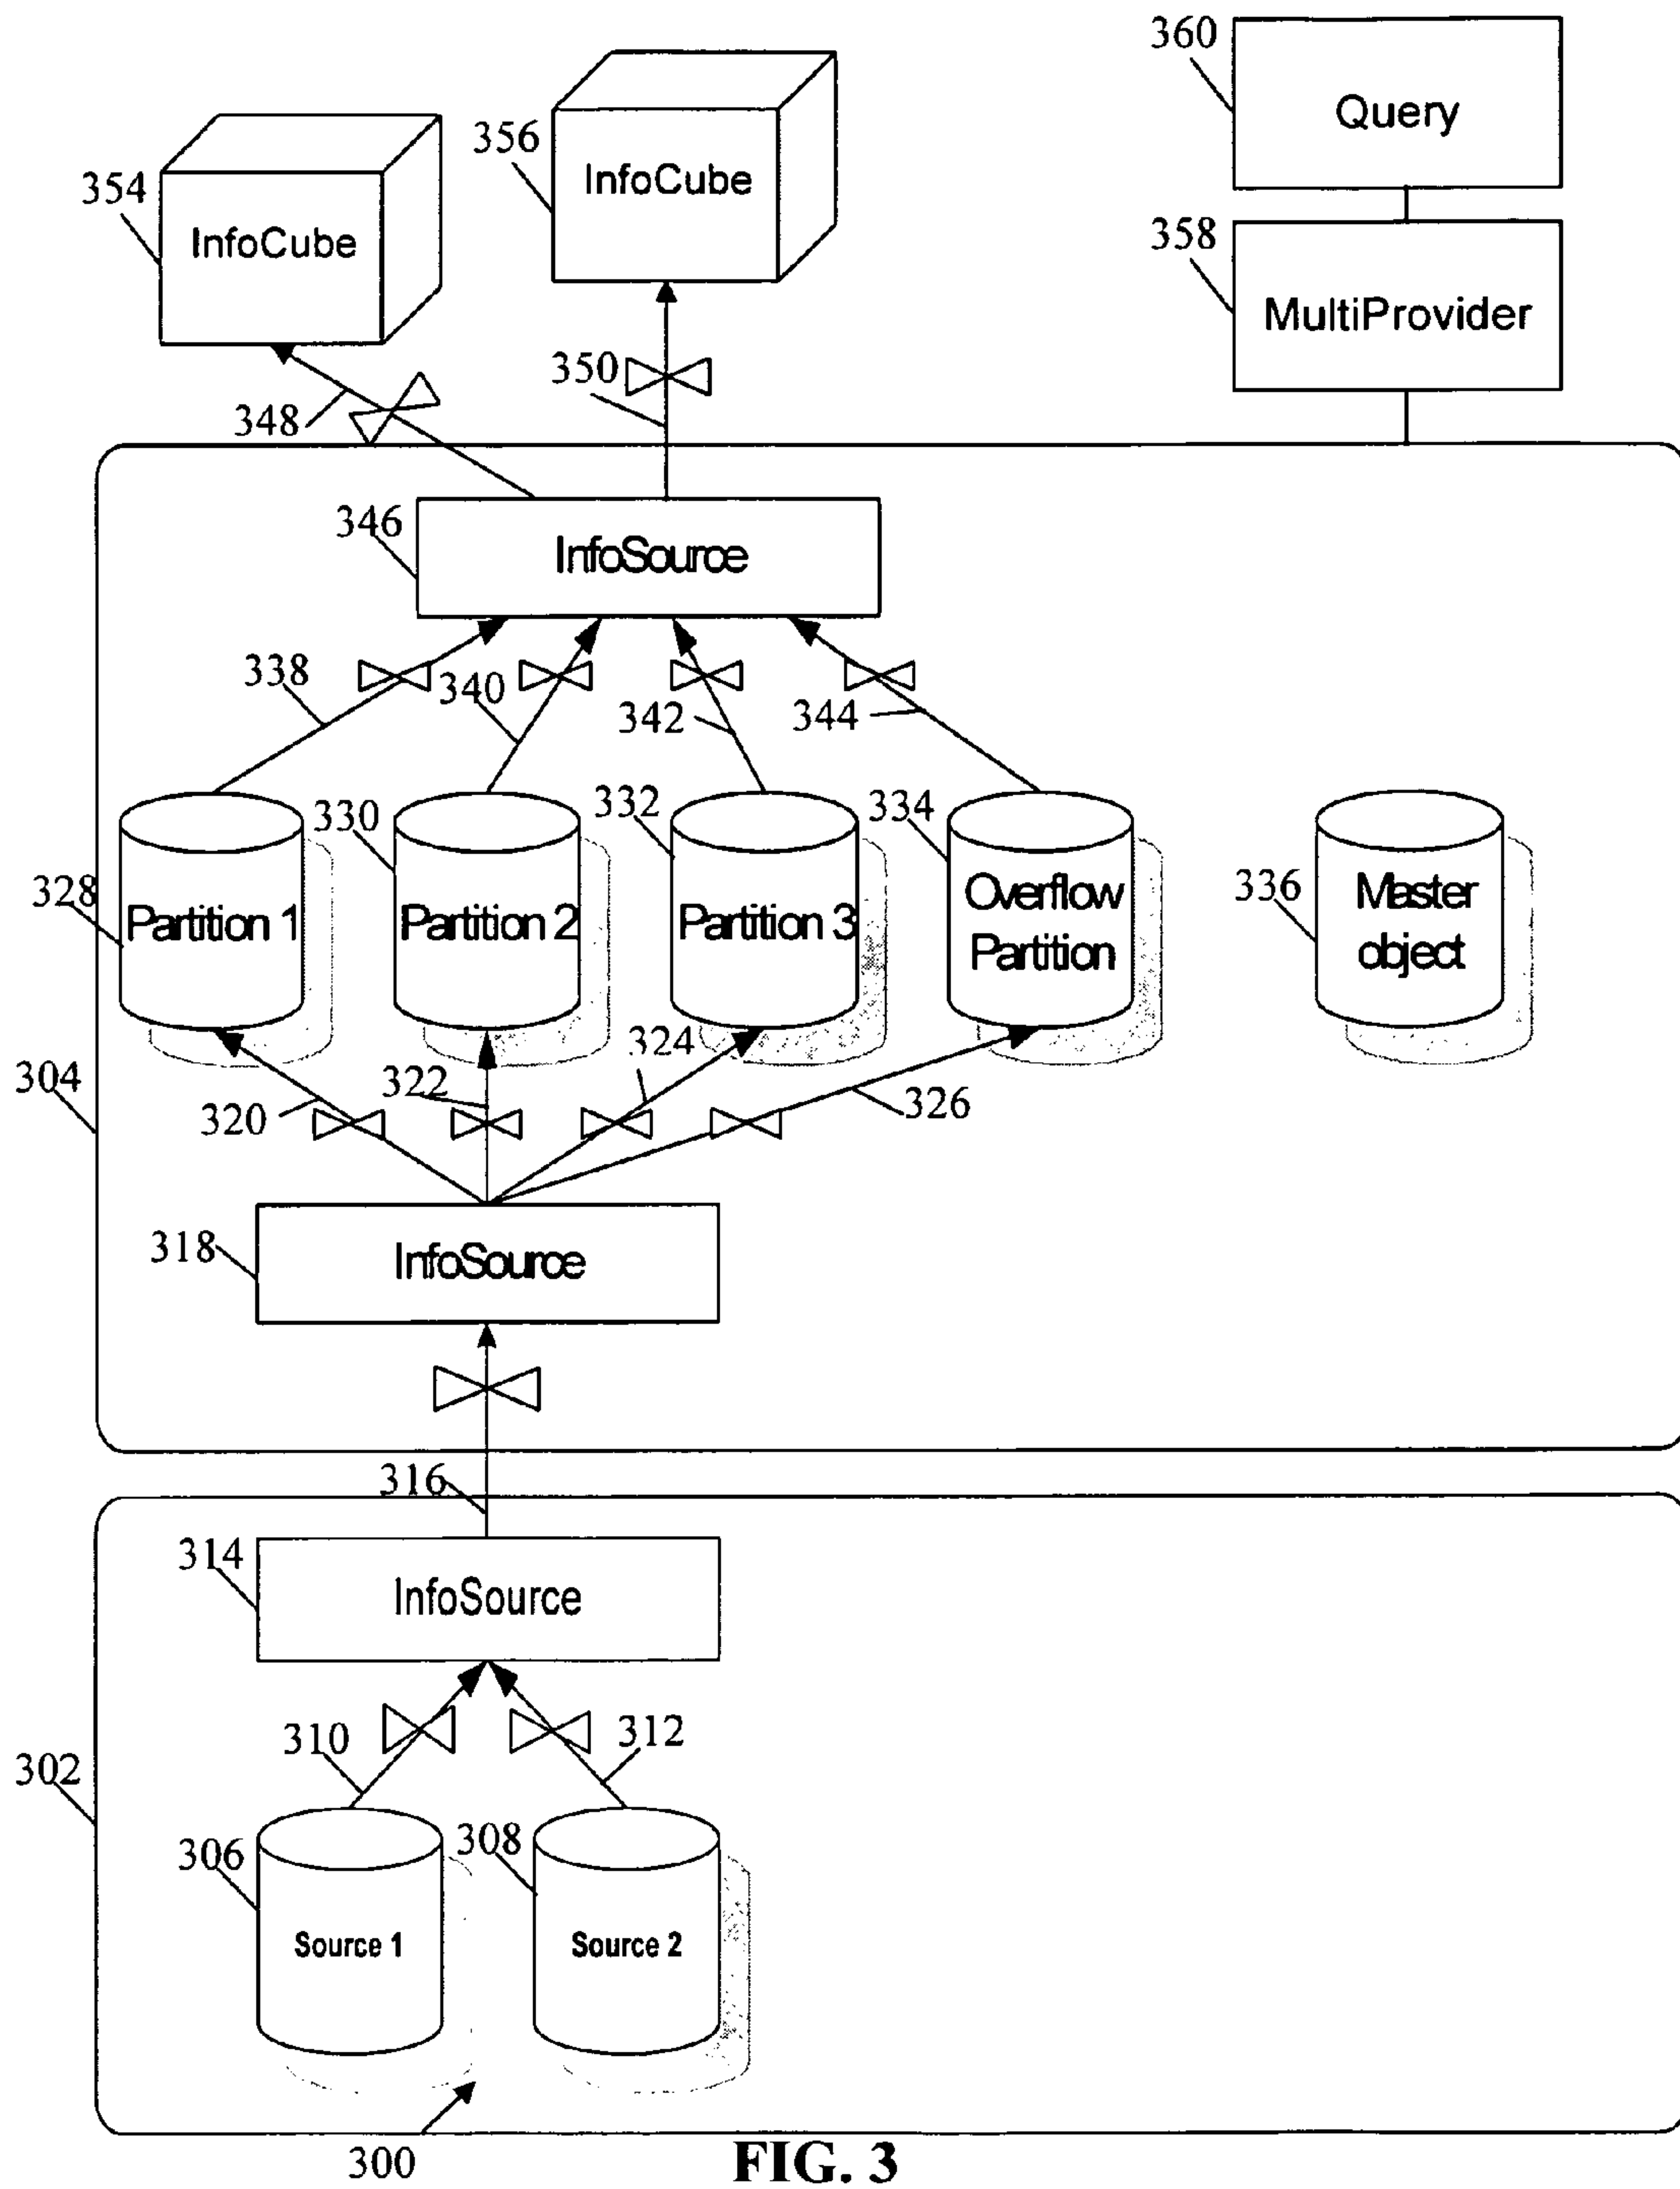 360
Query
356
InfoCube
354
InfoCube
358
MultiProvider
350
348
346
InfoSource
338
340
342
344
328
Partition 1
330
Partition 2
332
Partition 3
334
Overflow
Partition
336
Master
object
304
320
322
324
326
318
InfoSource
316
314
InfoSource
310
312
302
306
Source 1
308
Source 2
300
FIG. 3